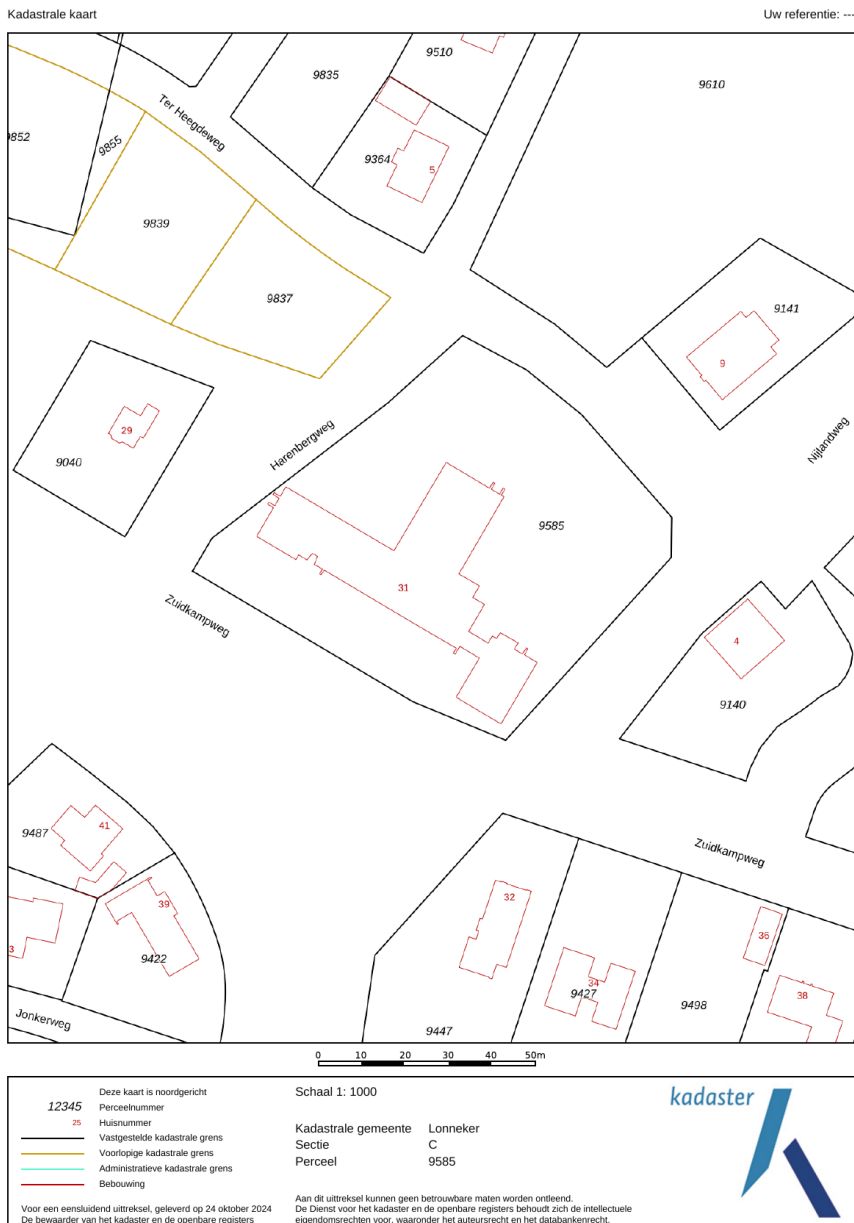 Kadastrale kaart
Uw referentie: ---
9510
9835
9610
Ter Heegdeweg
9852
9855
9364
5
9839
9837
9141
9
29
9040
Harenbergweg
Nijlandweg
9585
31
Zuidkampweg
4
9140
41
9487
Zuidkampweg
32
39
36
3
9422
34
9427
38
9498
Jonkerweg
9447
0 10 20 30 40 50m
Deze kaart is noordgericht
12345 Perceelnummer
25 Huisnummer
Vastgestelde kadastrale grens
Voorlopige kadastrale grens
Administratieve kadastrale grens
Bebouwing
Voor een eensluidend uittreksel, geleverd op 24 oktober 2024
De bewaarder van het kadaster en de openbare registers
Schaal 1: 1000
Kadastrale gemeente Lonneker
Sectie C
Perceel 9585
Aan dit uittreksel kunnen geen betrouwbare maten worden ontleend.
De Dienst voor het kadaster en de openbare registers behoudt zich de intellectuele
eigendomsrechten voor, waaronder het auteursrecht en het databankenrecht.
kadaster